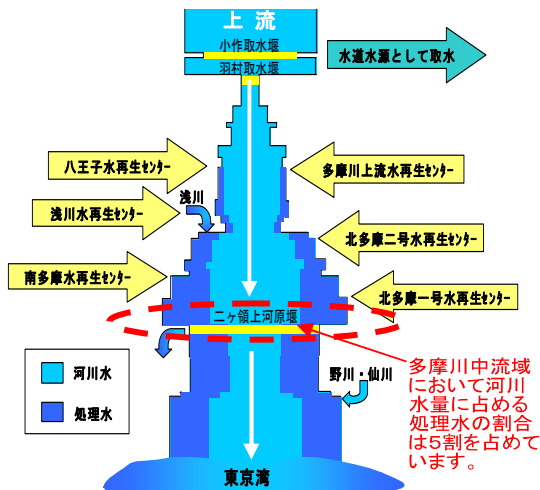 上流
小作取水堰
羽村取水堰
水道水源として取水
八王子水再生ｾﾝﾀｰ
多摩川上流水再生ｾﾝﾀｰ
浅川
浅川水再生ｾﾝﾀｰ
北多摩二号水再生ｾﾝﾀｰ
南多摩水再生ｾﾝﾀｰ
北多摩一号水再生ｾﾝﾀｰ
二ヶ領上河原堰
河川水
処理水
野川・仙川
多摩川中流域
において河川
水量に占める
処理水の割合
は５割を占めて
います。
東京湾